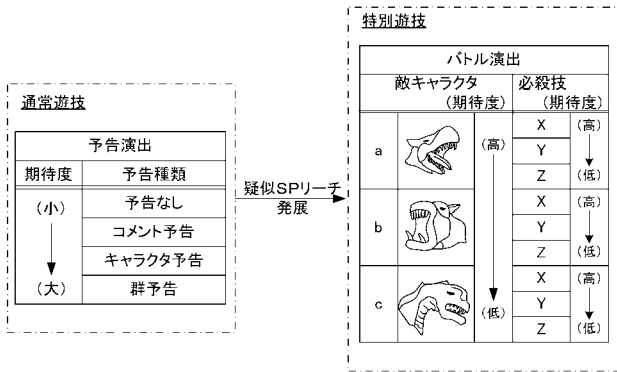 特別遊技
バトル演出
敵キャラクタ 必殺技
(期待度) (期待度)
a (高) X (高)
Y
Z (低)
b X (高)
Y
Z (低)
c X (高)
Y
(低) Z (低)
通常遊技
予告演出
期待度 予告種類
(小) 予告なし
コメント予告
キャラクタ予告
(大) 群予告
疑似SPリーチ
発展